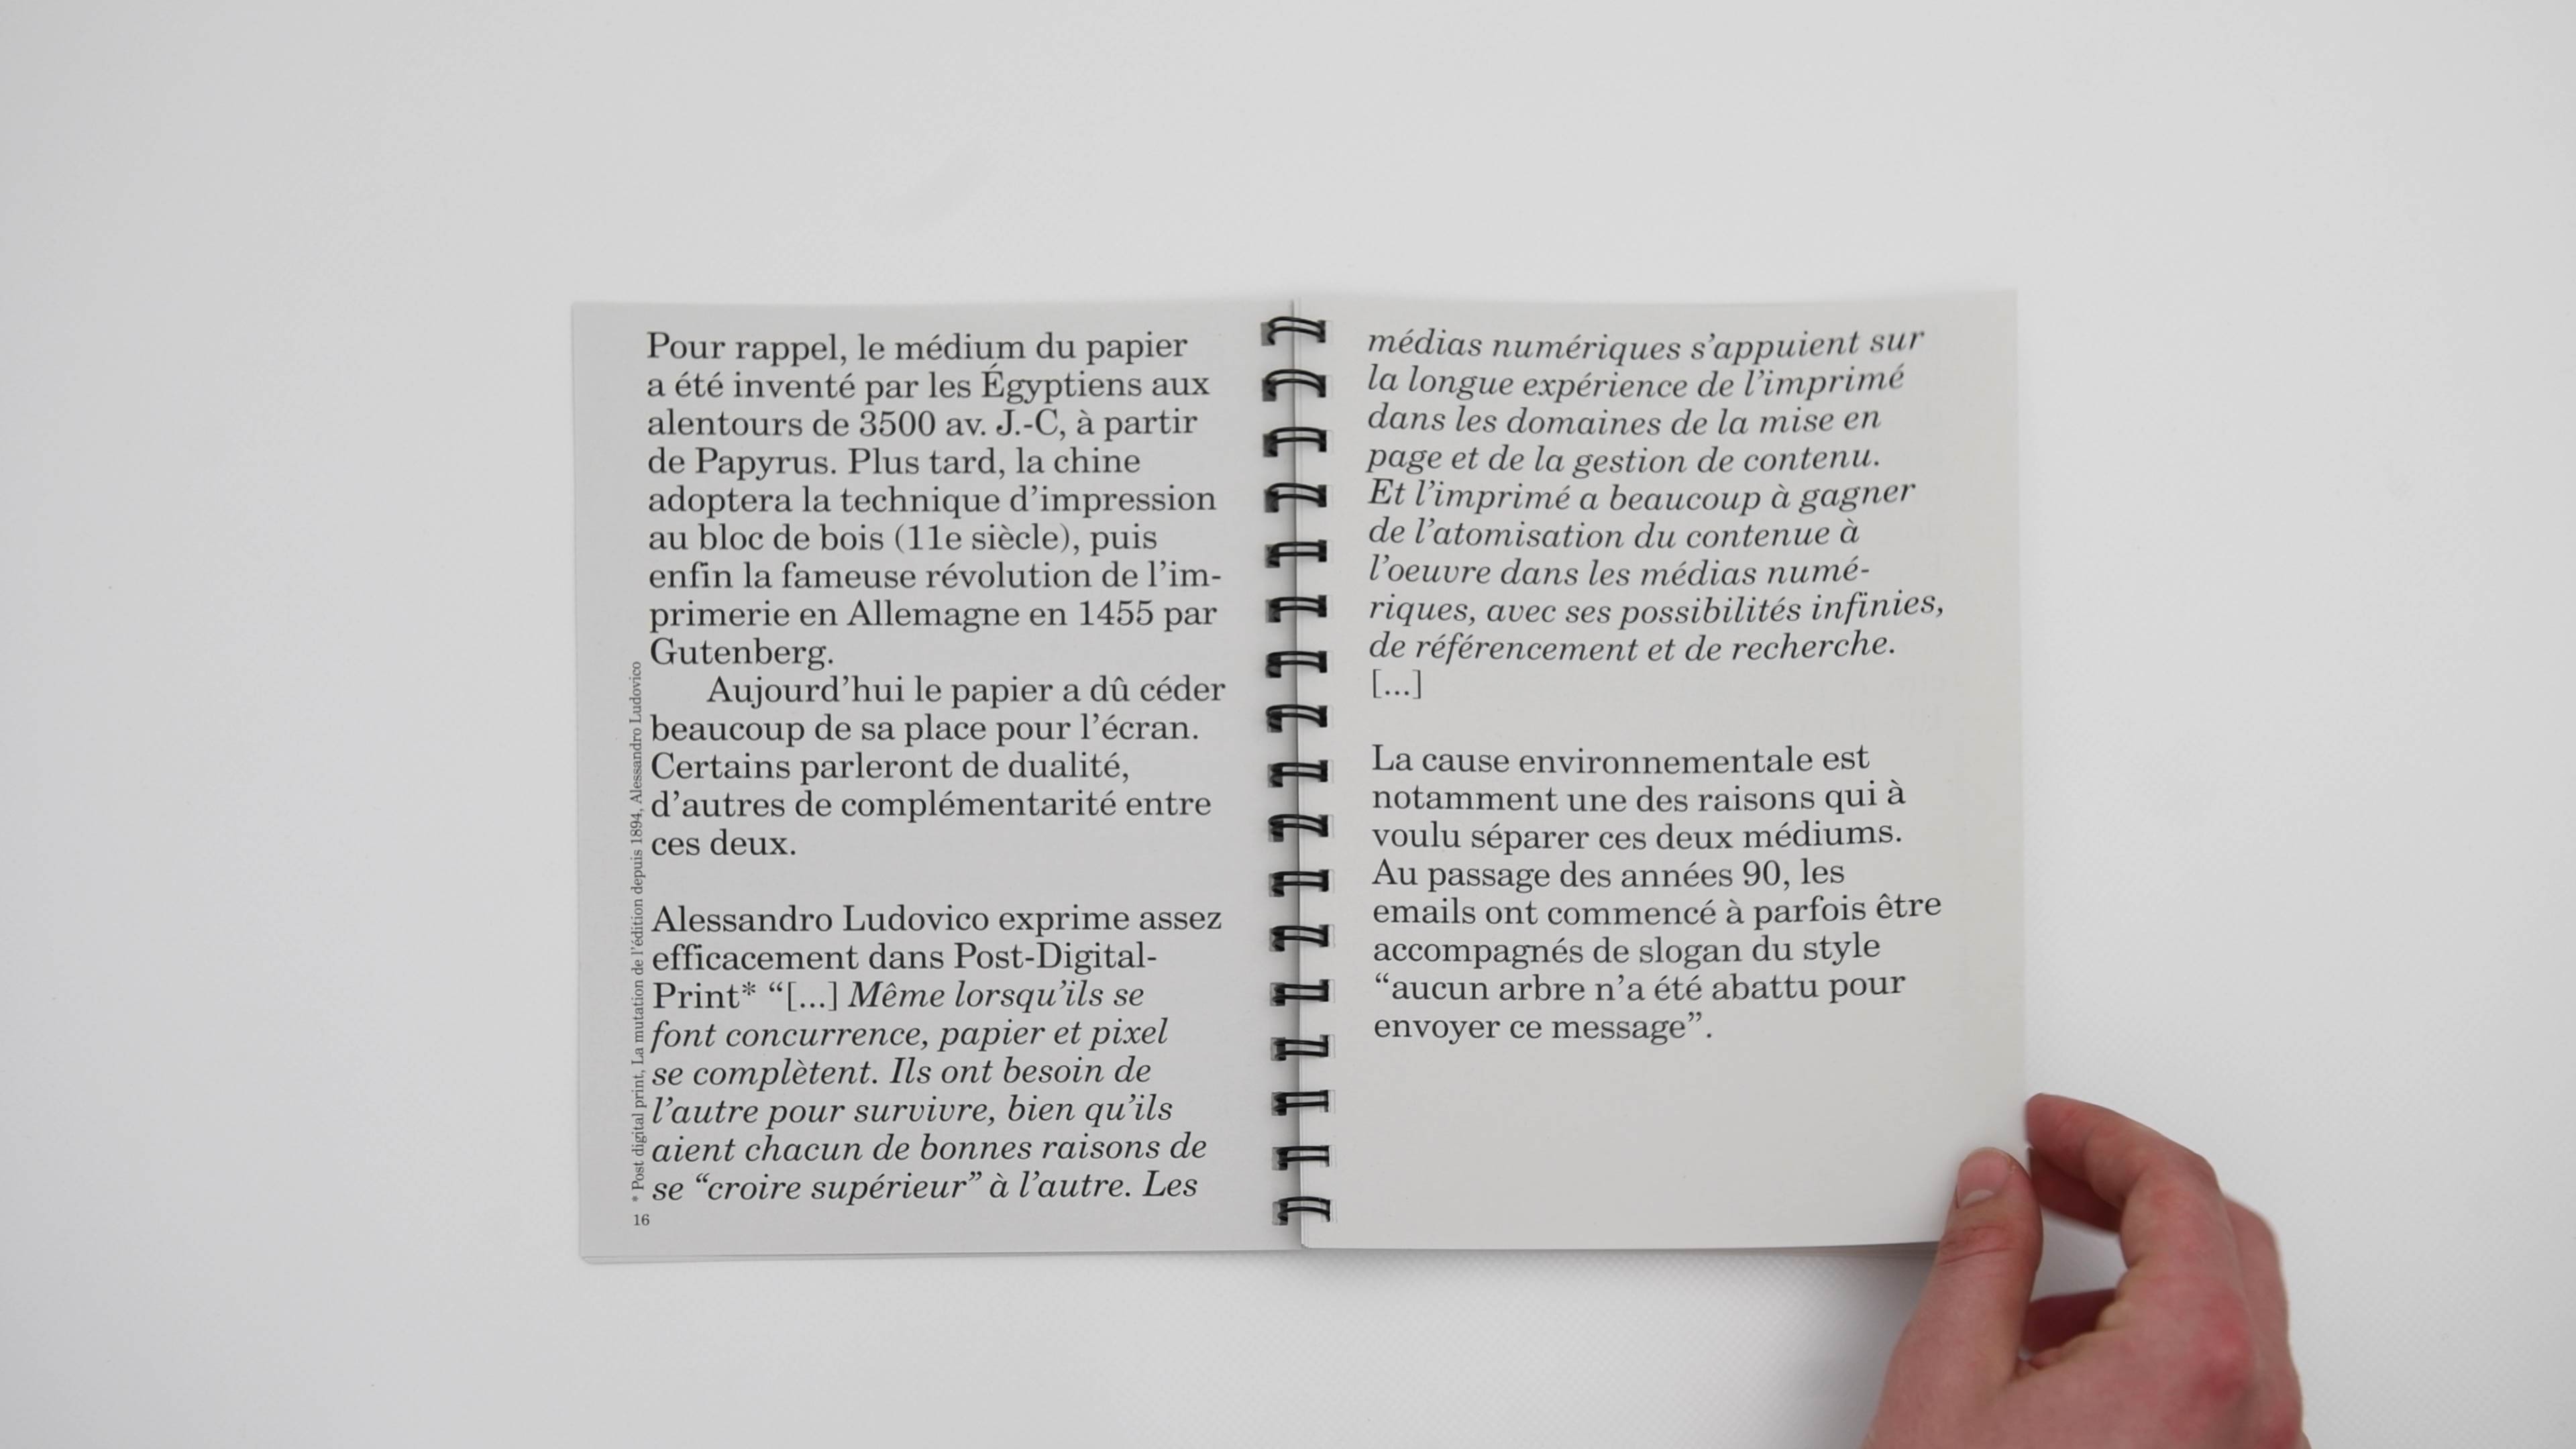 Pour rappel, le médium du papier
a été inventé par les Égyptiens aux
alentours de 3500 av. J.-C, à partir
de Papyrus. Plus tard, la chine
adoptera la technique d’impression
au bloc de bois (11e siècle), puis
enfin la fameuse révolution de l’im-
primerie en Allemagne en 1455 par
Gutenberg.
Aujourd’hui le papier a dû céder
beaucoup de sa place pour l’écran.
Certains parleront de dualité,
d’autres de complémentarité entre
ces deux.
Alessandro Ludovico exprime assez
efficacement dans Post-Digital-
Print* “[...] Même lorsqu’ils se
font concurrence, papier et pixel
se complètent. Ils ont besoin de
l’autre pour survivre, bien qu’ils
aient chacun de bonnes raisons de
se “croire supérieur” à l’autre. Les
* Post digital print, La mutation de l’édition depuis 1894, Alessandro Ludovico
16
médias numériques s’appuient sur
la longue expérience de l’imprimé
dans les domaines de la mise en
page et de la gestion de contenu.
Et l’imprimé a beaucoup à gagner
de l’atomisation du contenue à
l’oeuvre dans les médias numé-
riques, avec ses possibilités infinies,
de référencement et de recherche.
[...]
La cause environnementale est
notamment une des raisons qui à
voulu séparer ces deux médiums.
Au passage des années 90, les
emails ont commencé à parfois être
accompagnés de slogan du style
“aucun arbre n’a été abattu pour
envoyer ce message”.